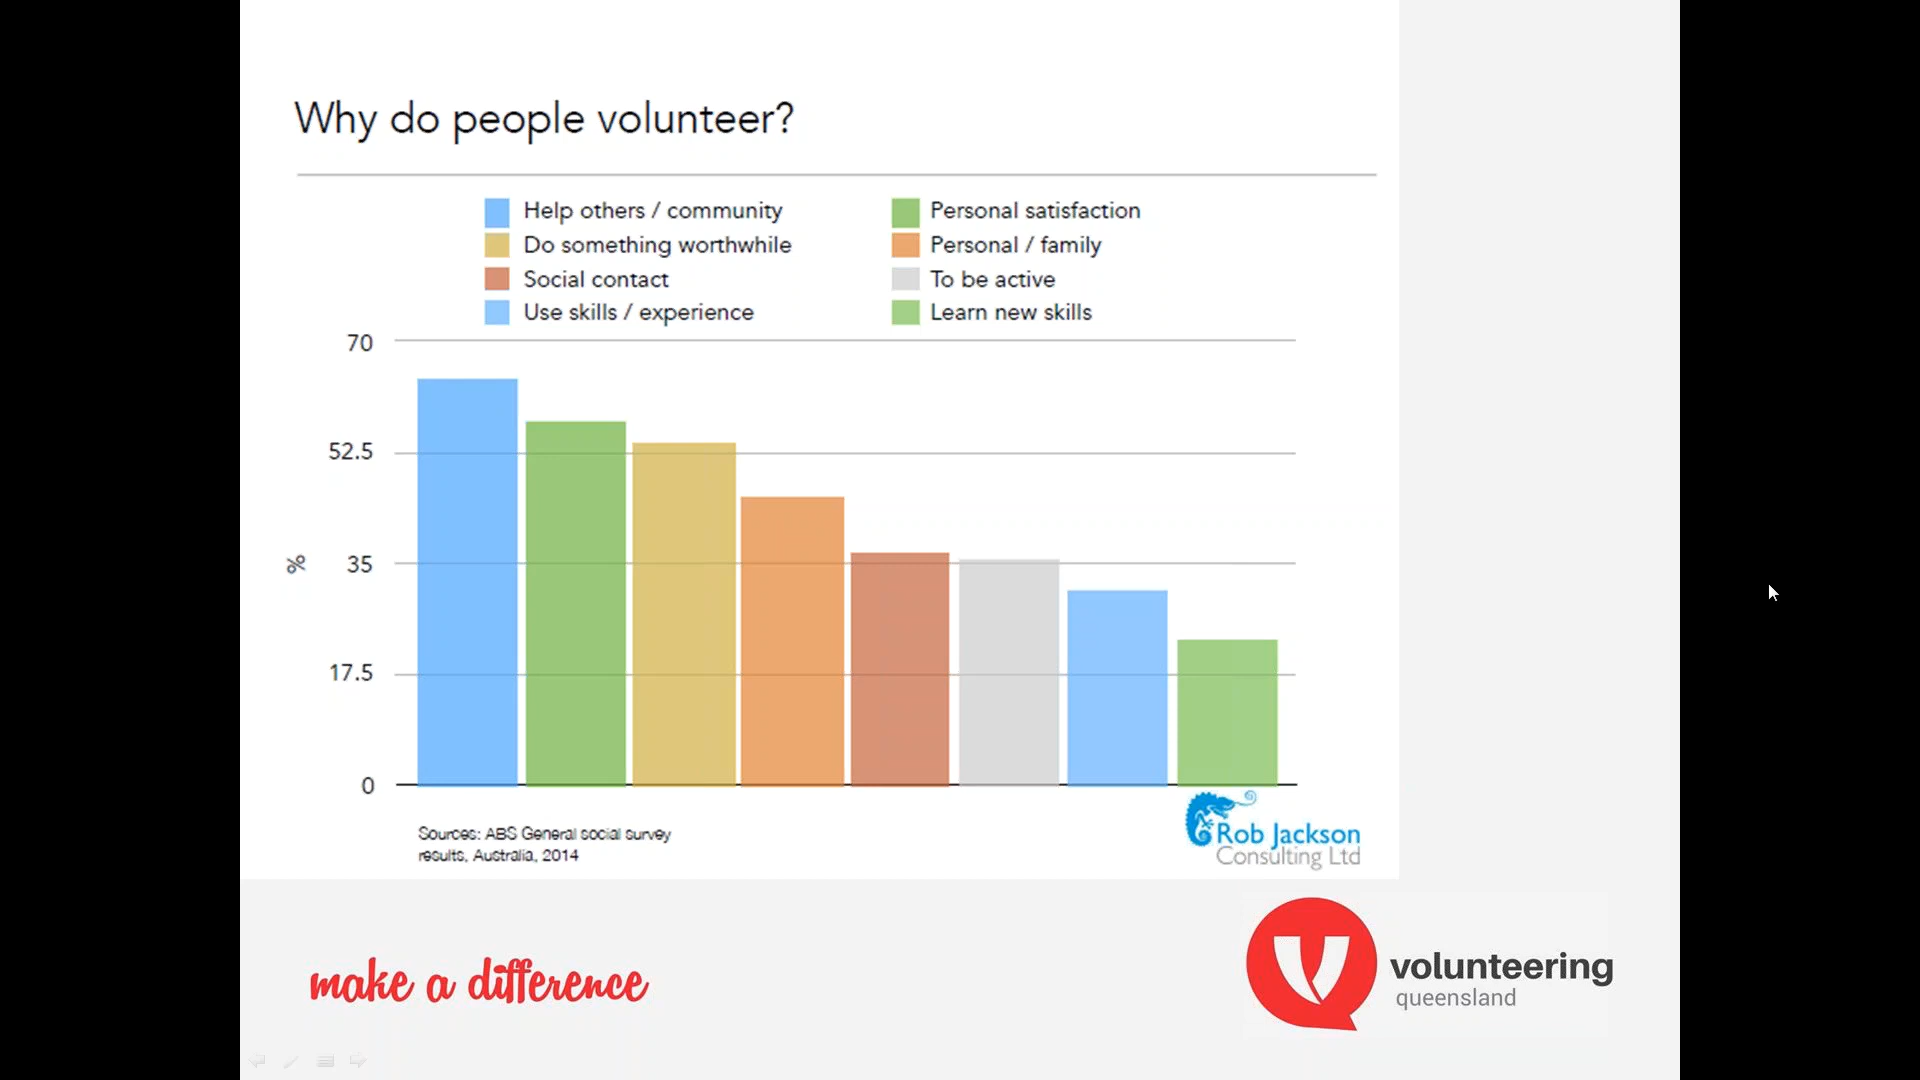 Why do people volunteer?
Help others / community
Personal satisfaction
Do something worthwhile
Personal / family
Social contact
To be active
Use skills / experience
Learn new skills
70
52.5
35
17.5
0
%
Sources: ABS General social survey
results, Australia, 2014
Rob Jackson
Consulting Ltd
make a difference
volunteering
queensland